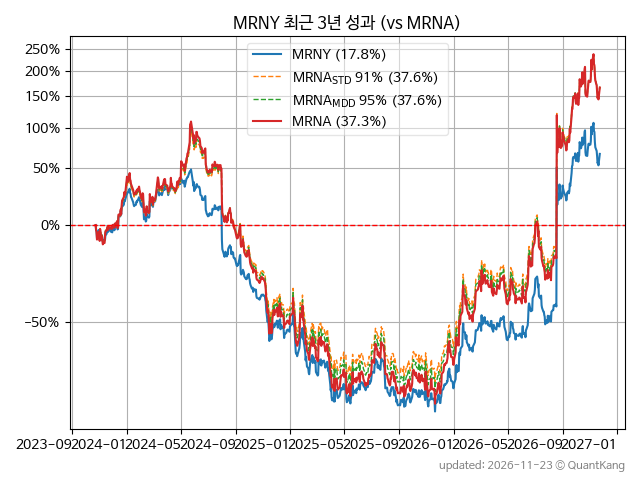 MRNY 최근 3년 성과 (vs MRNA)
250%
200%
150%
100%
50%
0%
−50%
MRNY (17.8%)
MRNA_STD 91% (37.6%)
MRNA_MDD 95% (37.6%)
MRNA (37.3%)
2023-09 2024-01 2024-05 2024-09 2025-01 2025-05 2025-09 2026-01 2026-05 2026-09 2027-01
updated: 2026-11-23 © QuantKang